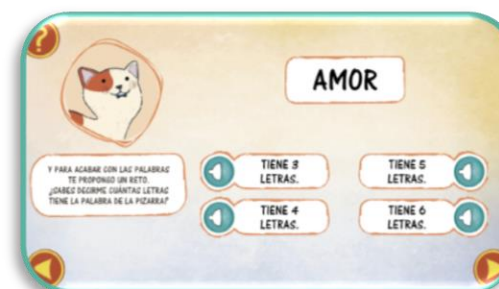 ?
AMOR
Y PARA ACABAR CON LAS PALABRAS
TE PROPONGO UN RETO.
¿SABES DECIRME CUÁNTAS LETRAS
TIENE LA PALABRA DE LA PIZARRA?
TIENE 3
LETRAS.
TIENE 5
LETRAS.
TIENE 4
LETRAS.
TIENE 6
LETRAS.